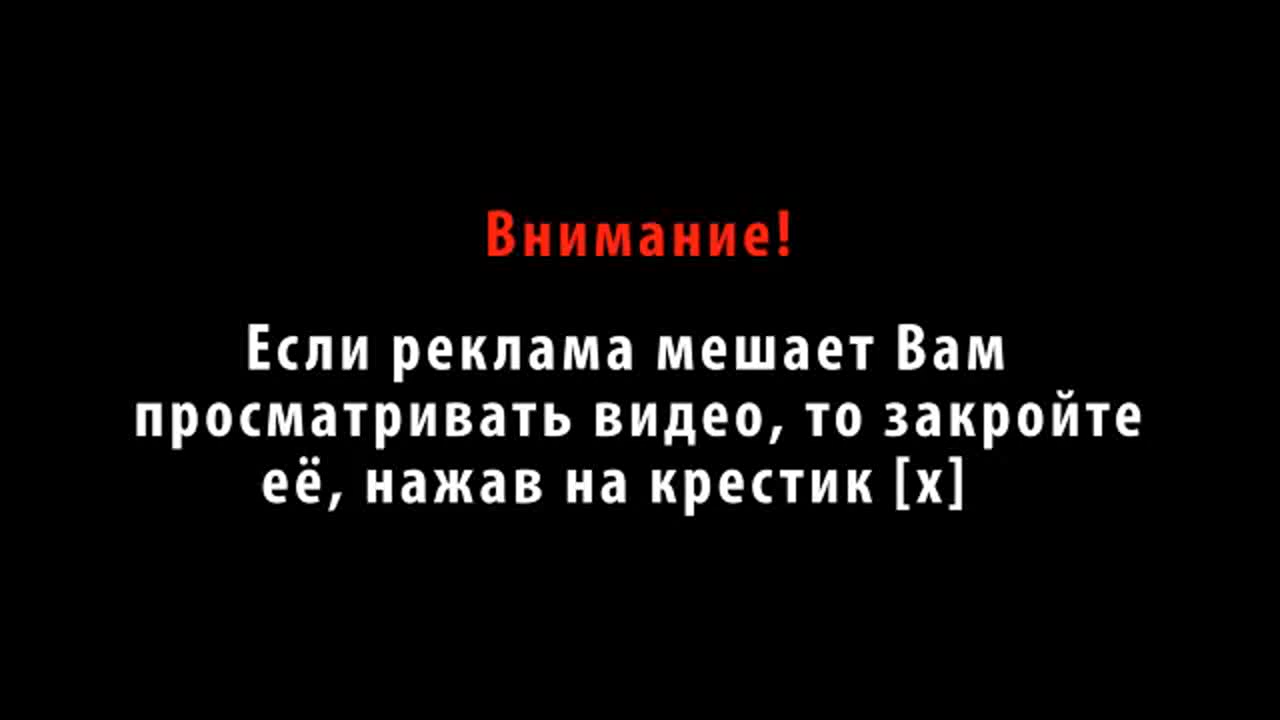 Внимание!
Если реклама мешает Вам
просматривать видео, то закройте
её, нажав на крестик [x]